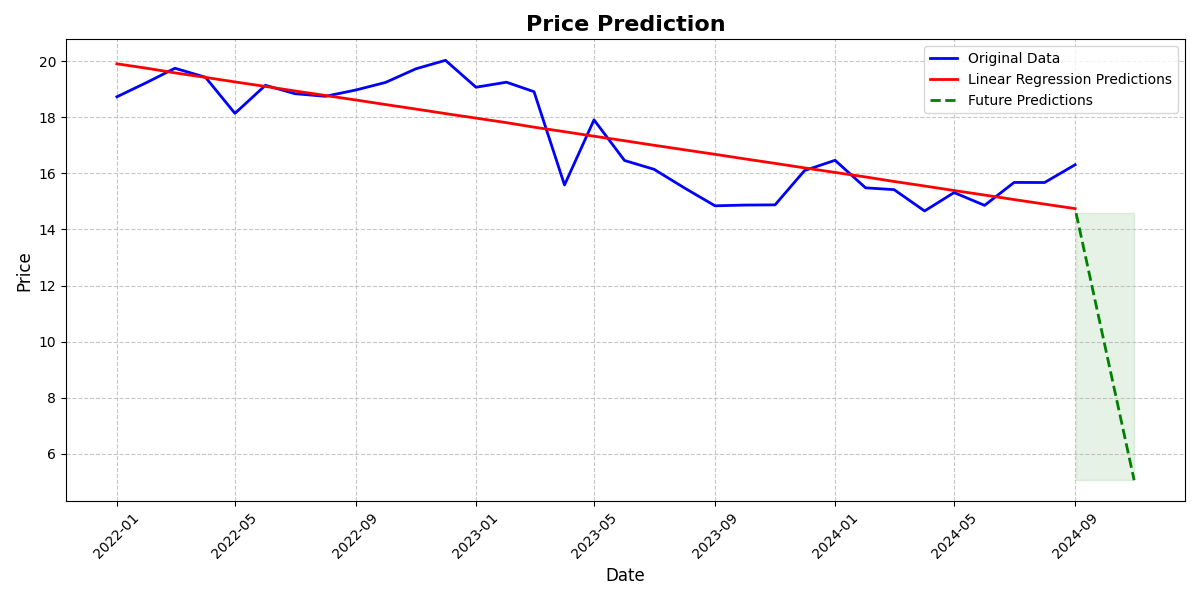 Price Prediction
Original Data
Linear Regression Predictions
Future Predictions
Price
20
18
16
14
12
10
8
6
2022-01
2022-05
2022-09
2023-01
2023-05
2023-09
2024-01
2024-05
2024-09
Date